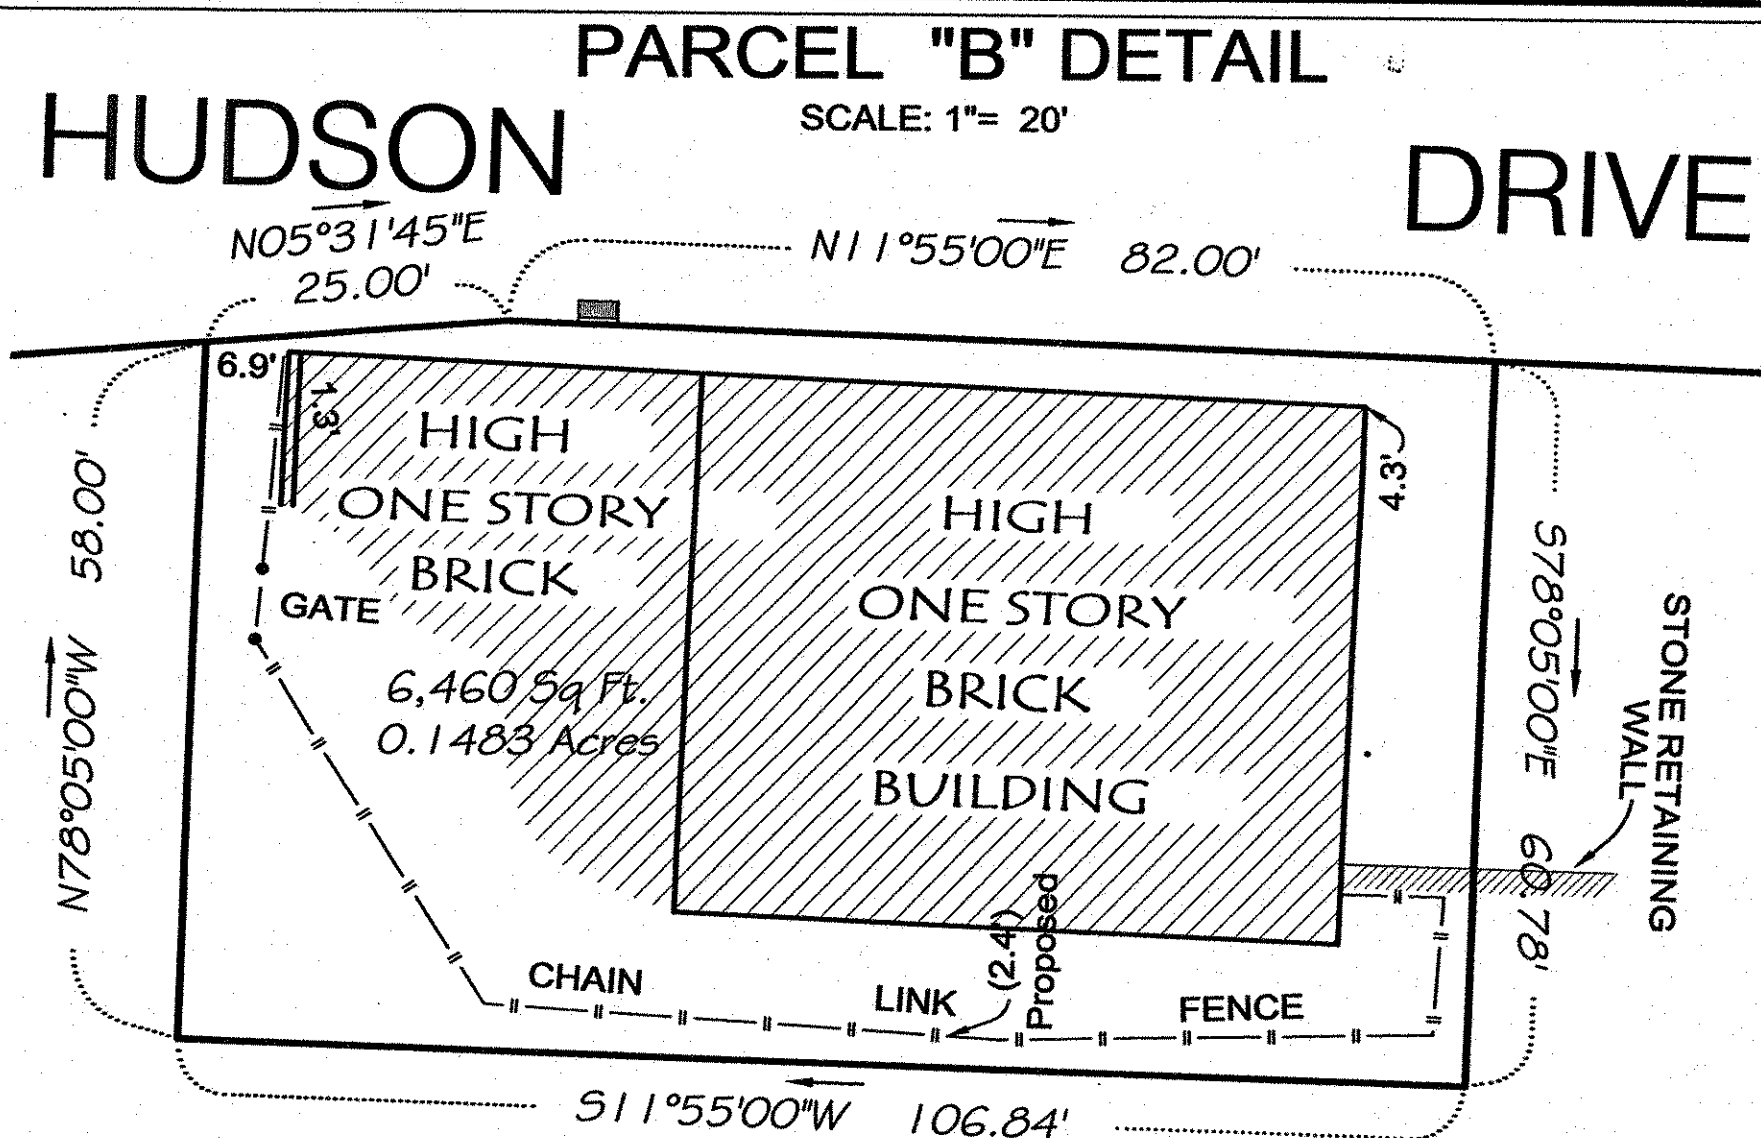 PARCEL "B" DETAIL
SCALE: 1"= 20'
HUDSON
DRIVE
N05°31'45"E
25.00'
N11°55'00"E 82.00'
6.9'
1.3'
HIGH
ONE STORY
BRICK
GATE
6,460 Sq Ft.
0.1483 Acres
HIGH
ONE STORY
BRICK
BUILDING
4.3'
N78°05'00"W 58.00'
S78°05'00"E 60.78'
STONE RETAINING
WALL
CHAIN
LINK
FENCE
(2.4')
Proposed
S11°55'00"W 106.84'